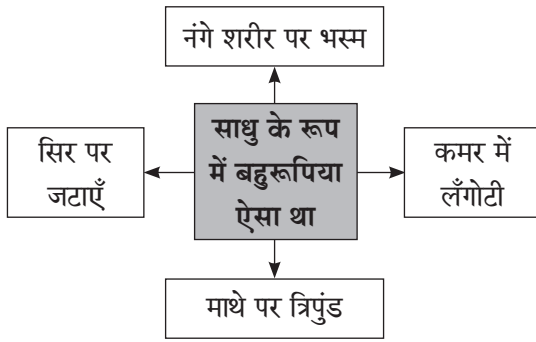 नंगे शरीर पर भस्म
सिर पर
जटाएँ
साधु के रूप
में बहुरूपिया
ऐसा था
कमर में
लँगोटी
माथे पर त्रिपुंड